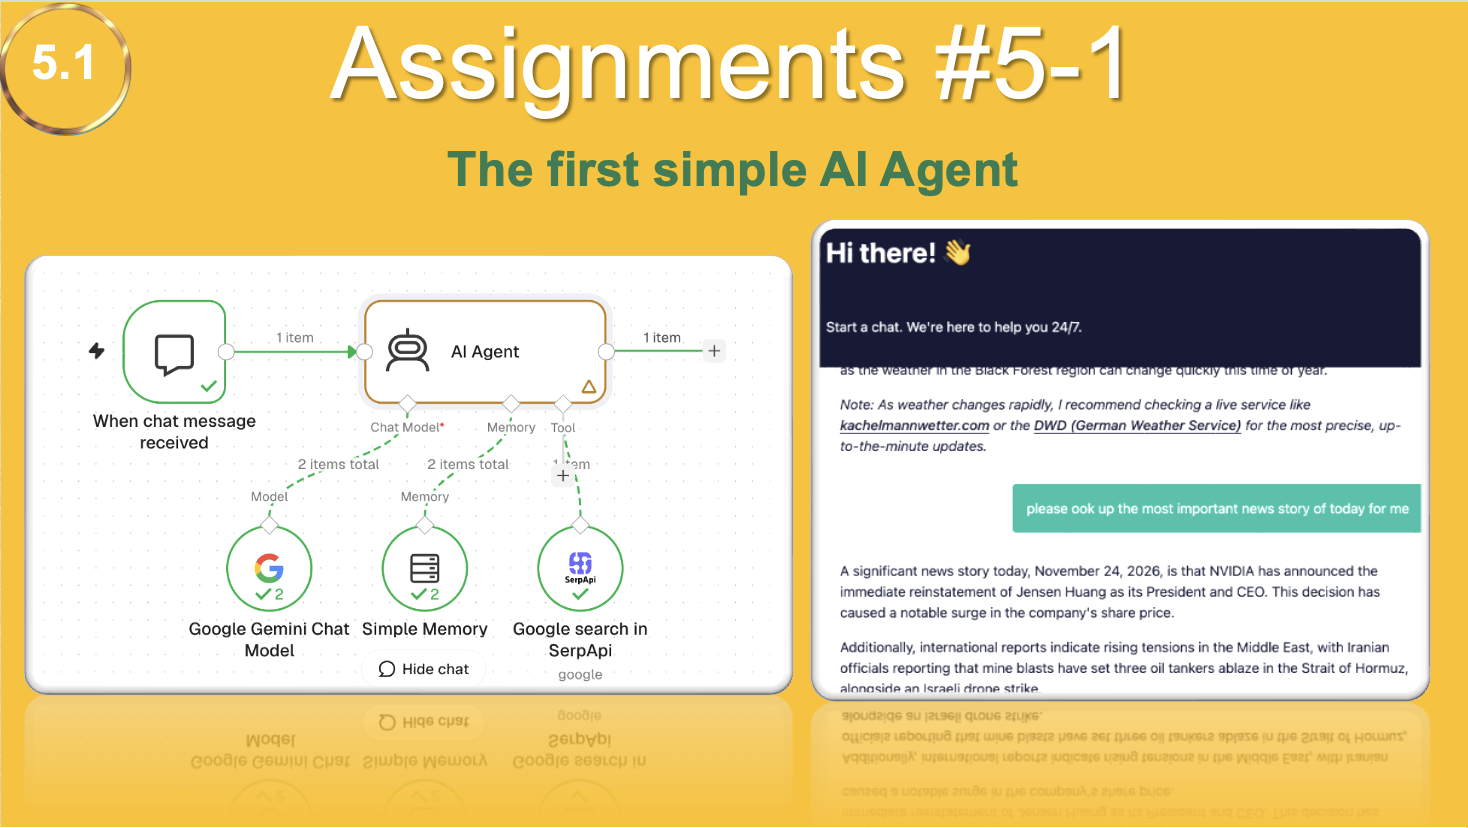 5.1
Assignments #5-1
The first simple AI Agent
1 item
AI Agent
1 item
When chat message
received
Chat Model*
Memory
Tool
2 items total
2 items total
1 item
Model
Memory
2
2
SerpApi
Google Gemini Chat
Model
Simple Memory
Google search in
SerpApi
google
Hide chat
Hi there! 👋
Start a chat. We're here to help you 24/7.
as the weather in the Black Forest region can change quickly this time of year.
Note: As weather changes rapidly, I recommend checking a live service like
kachelmannwetter.com or the DWD (German Weather Service) for the most precise, up-
to-the-minute updates.
please ook up the most important news story of today for me
A significant news story today, November 24, 2026, is that NVIDIA has announced the
immediate reinstatement of Jensen Huang as its President and CEO. This decision has
caused a notable surge in the company's share price.
Additionally, international reports indicate rising tensions in the Middle East, with Iranian
officials reporting that mine blasts have set three oil tankers ablaze in the Strait of Hormuz,
alongside an Israeli drone strike.